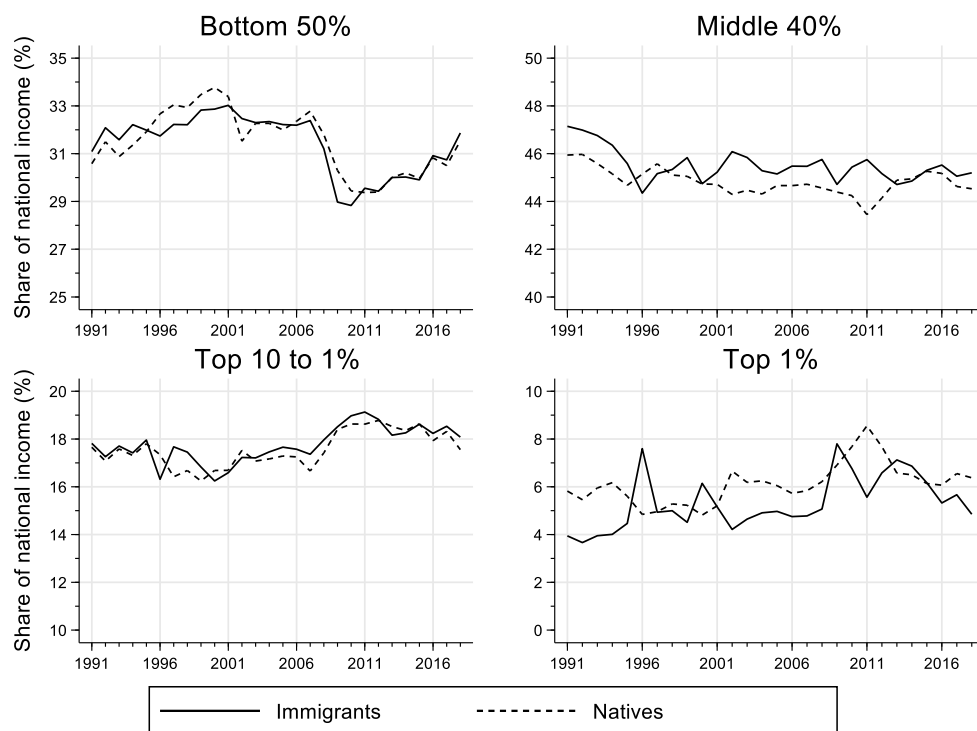 Bottom 50%
Share of national income (%)
35
33
31
29
27
25
1991 1996 2001 2006 2011 2016
Middle 40%
50
48
46
44
42
40
1991 1996 2001 2006 2011 2016
Top 10 to 1%
Share of national income (%)
20
18
16
14
12
10
1991 1996 2001 2006 2011 2016
Top 1%
10
8
6
4
2
0
1991 1996 2001 2006 2011 2016
Immigrants Natives